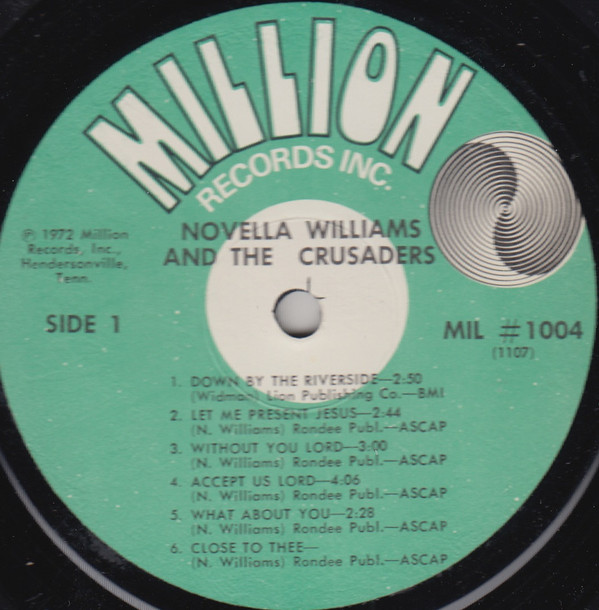 MILLION
RECORDS INC.
NOVELLA WILLIAMS
AND THE CRUSADERS
℗ 1972 Million
Records, Inc.,
Hendersonville,
Tenn.
SIDE 1
MIL #1004
(1107)
1. DOWN BY THE RIVERSIDE—2:50
(Widmon) Lion Publishing Co.—BMI
2. LET ME PRESENT JESUS—2:44
(N. Williams) Rondee Publ.—ASCAP
3. WITHOUT YOU LORD—3:00
(N. Williams) Rondee Publ.—ASCAP
4. ACCEPT US LORD—4:06
(N. Williams) Rondee Publ.—ASCAP
5. WHAT ABOUT YOU—2:28
(N. Williams) Rondee Publ.—ASCAP
6. CLOSE TO THEE—
(N. Williams) Rondee Publ.—ASCAP